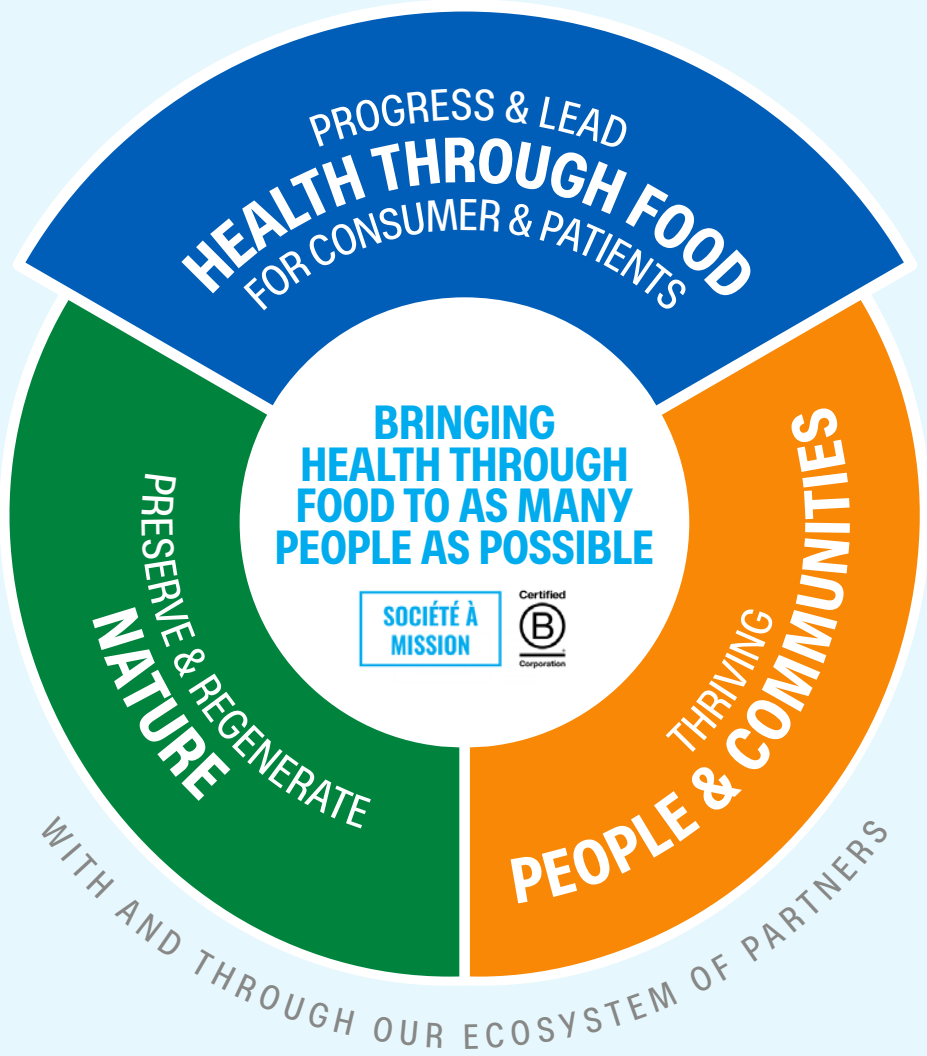 PROGRESS & LEAD
HEALTH THROUGH FOOD
FOR CONSUMER & PATIENTS
BRINGING
HEALTH THROUGH
FOOD TO AS MANY
PEOPLE AS POSSIBLE
SOCIÉTÉ À
MISSION
Certified
B
Corporation
PRESERVE & REGENERATE
NATURE
THRIVING
PEOPLE & COMMUNITIES
WITH AND THROUGH OUR ECOSYSTEM OF PARTNERS